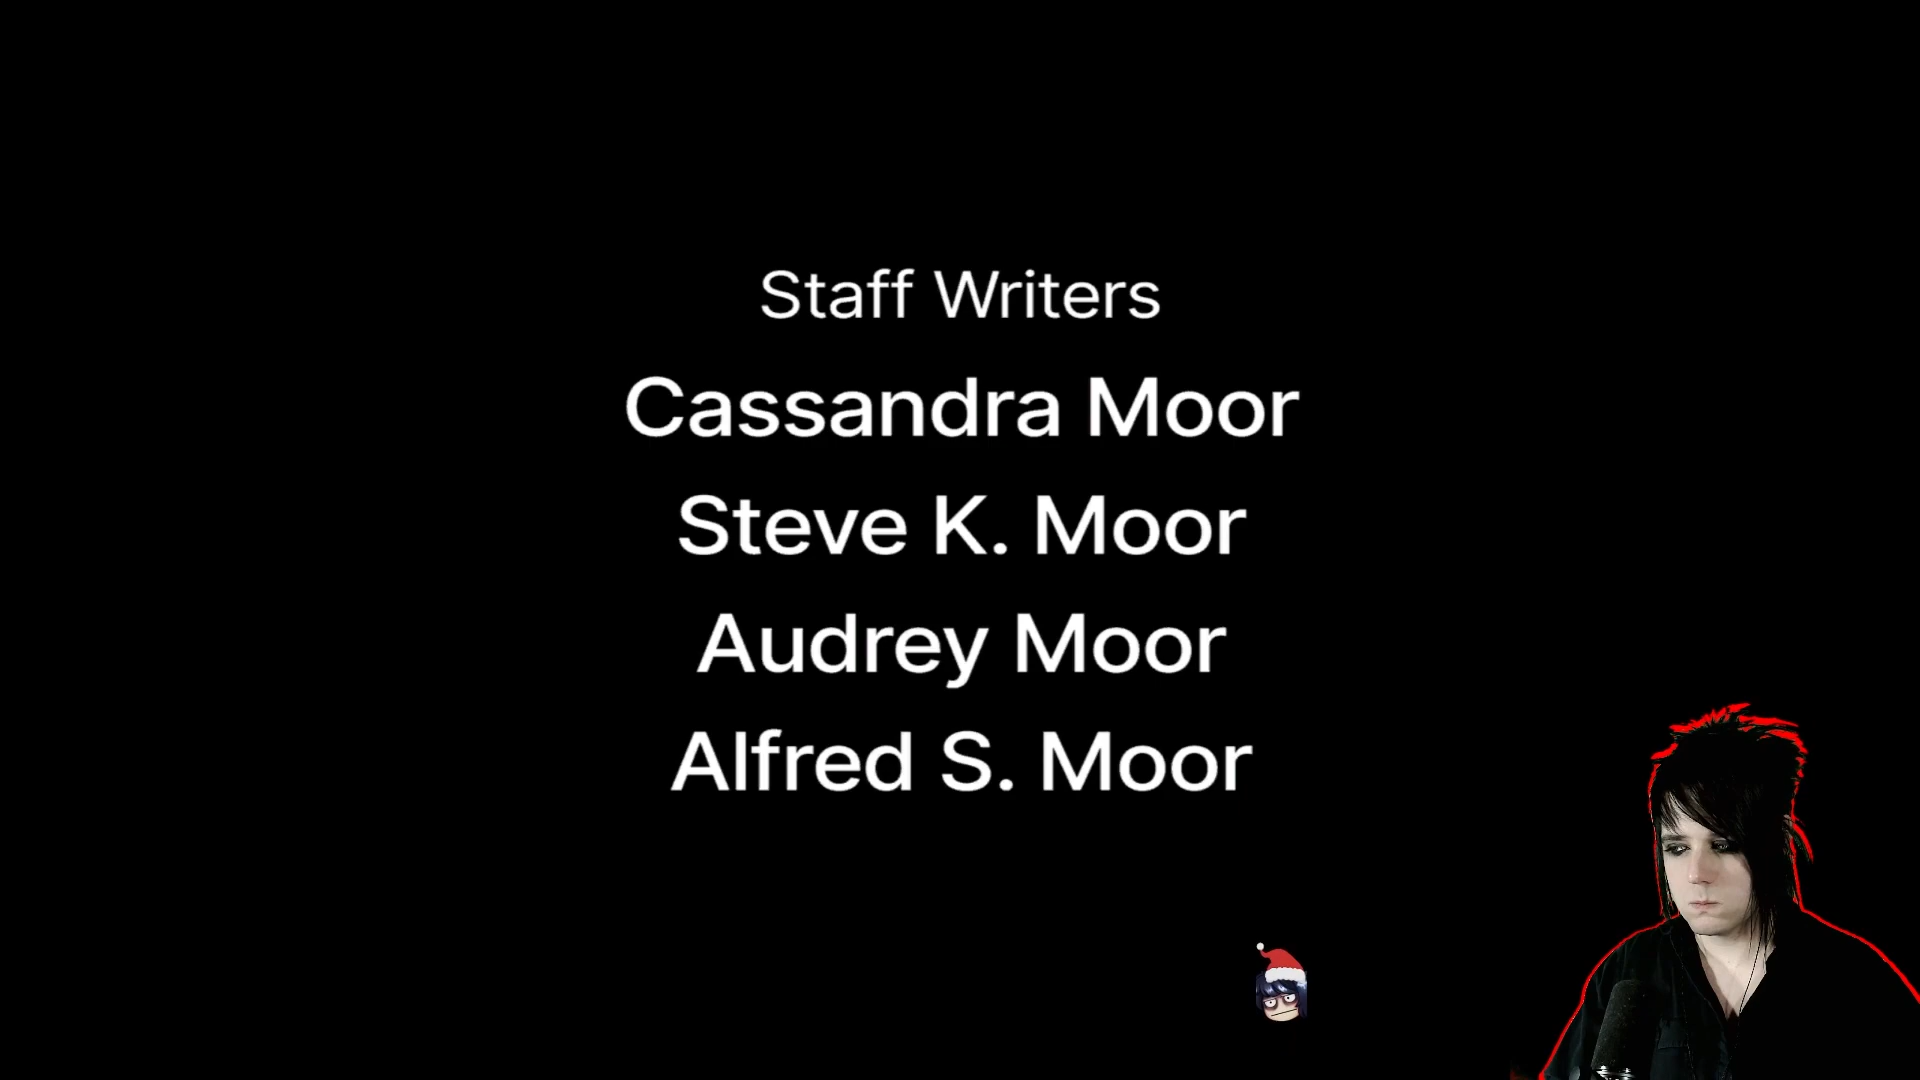 Staff Writers
Cassandra Moor
Steve K. Moor
Audrey Moor
Alfred S. Moor